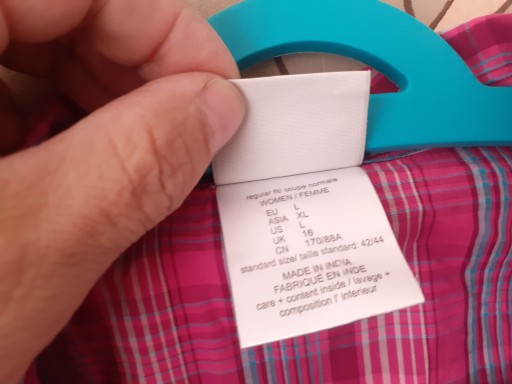 regular fit/ coupe normale
WOMEN / FEMME
EU L
ASIA XL
US L
UK 16
CN 170/88A
standard size/ taille standard: 42/44
MADE IN INDIA
FABRIQUÉ EN INDE
care + content inside / lavage +
composition l' interieur